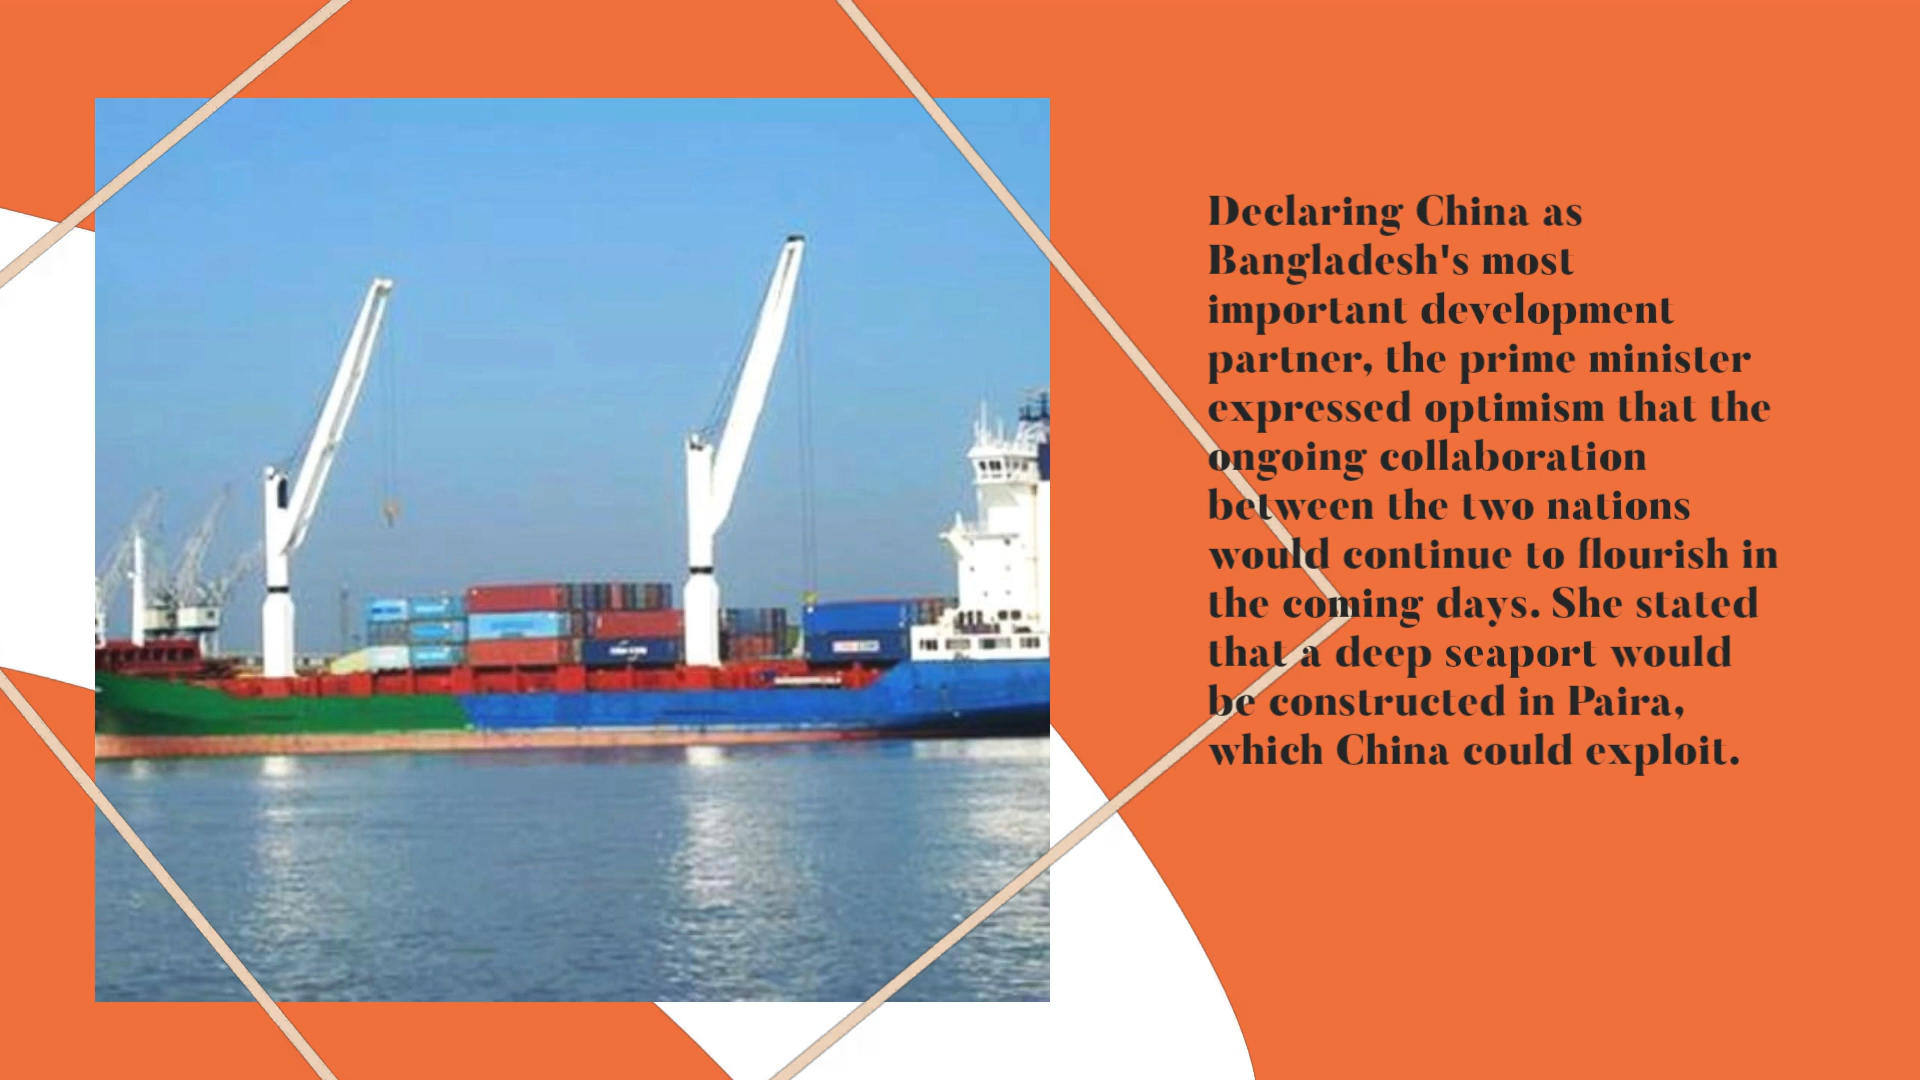 Declaring China as
Bangladesh's most
important development
partner, the prime minister
expressed optimism that the
ongoing collaboration
between the two nations
would continue to flourish in
the coming days. She stated
that a deep seaport would
be constructed in Paira,
which China could exploit.